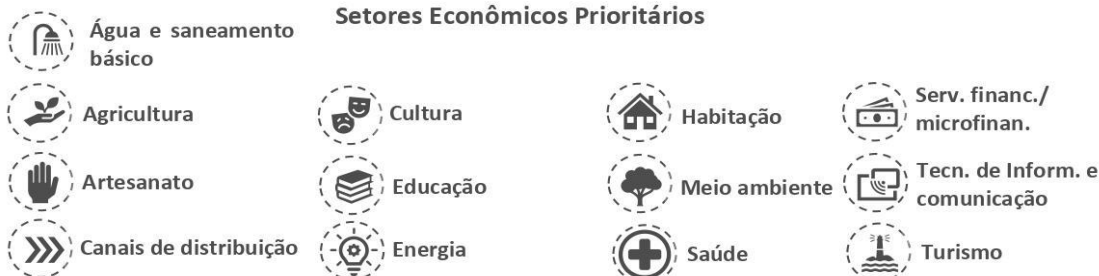 Setores Econômicos Prioritários
Água e saneamento
básico
Agricultura
Artesanato
Canais de distribuição
Cultura
Educação
Energia
Habitação
Meio ambiente
Saúde
Serv. financ./
microfinan.
Tecn. de Inform. e
comunicação
Turismo